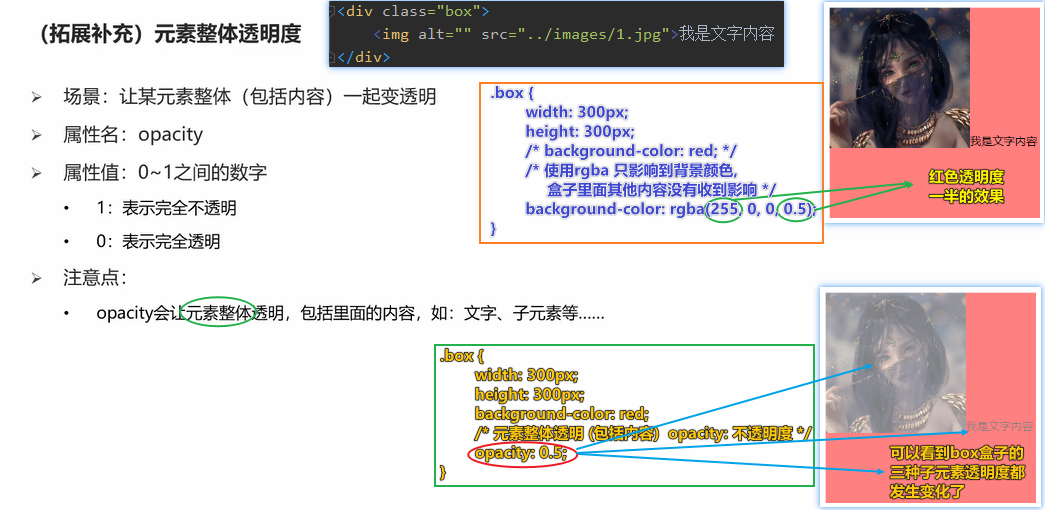 （拓展补充）元素整体透明度
<div class="box">
<img alt="" src="../images/1.jpg">我是文字内容
</div>
场景：让某元素整体（包括内容）一起变透明
属性名：opacity
属性值：0~1之间的数字
1：表示完全不透明
0：表示完全透明
注意点：
opacity会让元素整体透明，包括里面的内容，如：文字、子元素等……
.box {
width: 300px;
height: 300px;
/* background-color: red; */
/* 使用rgba 只影响到背景颜色,
盒子里面其他内容没有收到影响 */
background-color: rgba(255, 0, 0, 0.5);
}
我是文字内容
红色透明度
一半的效果
.box {
width: 300px;
height: 300px;
background-color: red;
/* 元素整体透明 (包括内容)  opacity: 不透明度 */
opacity: 0.5;
}
我是文字内容
可以看到box盒子的
三种子元素透明度都
发生变化了